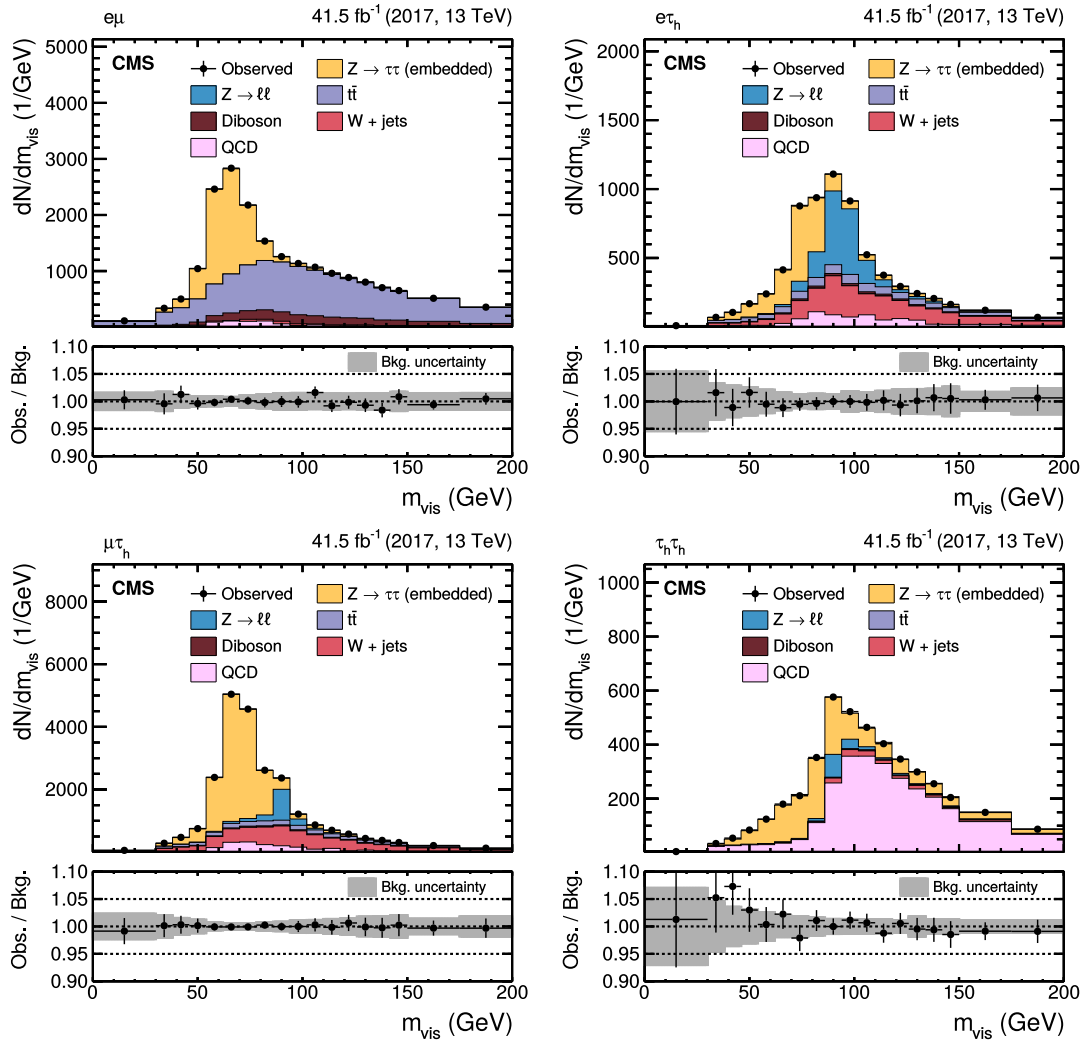 eμ 41.5 fb⁻¹ (2017, 13 TeV)
dN/dm_vis (1/GeV)
5000
4000
3000
2000
1000
CMS
Observed
Z → ττ (embedded)
Z → ℓℓ
tt̄
Diboson
W + jets
QCD
Obs. / Bkg.
1.10
1.05
1.00
0.95
0.90
Bkg. uncertainty
0 50 100 150 200
m_vis (GeV)
eτ_h 41.5 fb⁻¹ (2017, 13 TeV)
dN/dm_vis (1/GeV)
2000
1500
1000
500
CMS
Observed
Z → ττ (embedded)
Z → ℓℓ
tt̄
Diboson
W + jets
QCD
Obs. / Bkg.
1.10
1.05
1.00
0.95
0.90
Bkg. uncertainty
0 50 100 150 200
m_vis (GeV)
μτ_h 41.5 fb⁻¹ (2017, 13 TeV)
dN/dm_vis (1/GeV)
8000
6000
4000
2000
CMS
Observed
Z → ττ (embedded)
Z → ℓℓ
tt̄
Diboson
W + jets
QCD
Obs. / Bkg.
1.10
1.05
1.00
0.95
0.90
Bkg. uncertainty
0 50 100 150 200
m_vis (GeV)
τ_hτ_h 41.5 fb⁻¹ (2017, 13 TeV)
dN/dm_vis (1/GeV)
1000
800
600
400
200
CMS
Observed
Z → ττ (embedded)
Z → ℓℓ
tt̄
Diboson
W + jets
QCD
Obs. / Bkg.
1.10
1.05
1.00
0.95
0.90
Bkg. uncertainty
0 50 100 150 200
m_vis (GeV)